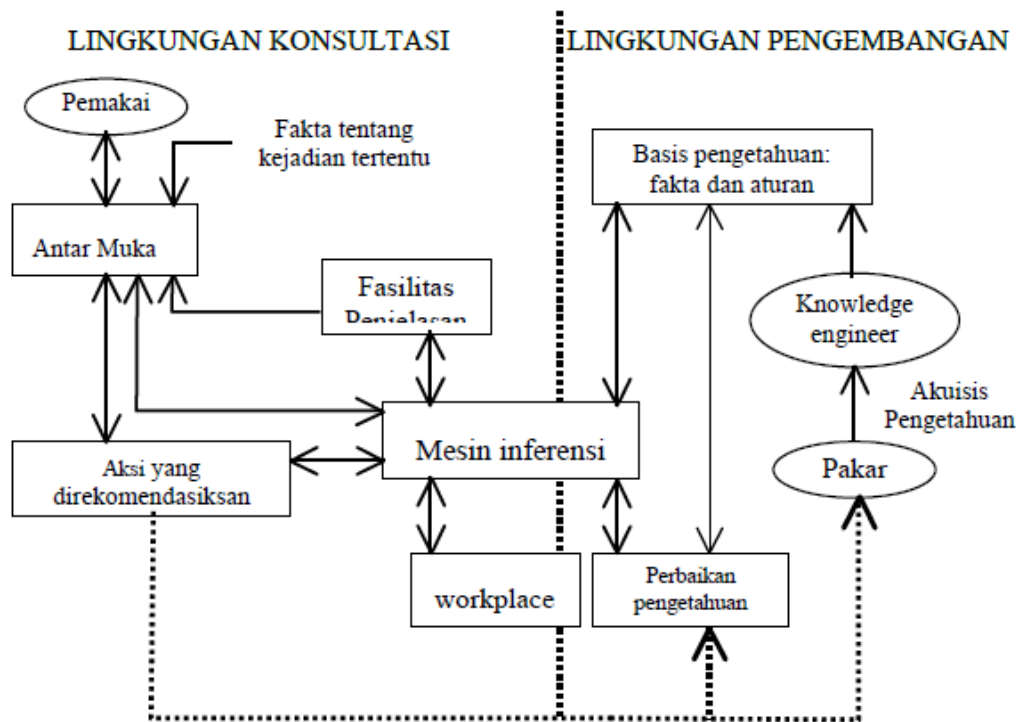 LINGKUNGAN KONSULTASI
LINGKUNGAN PENGEMBANGAN
Pemakai
Fakta tentang
kejadian tertentu
Basis pengetahuan:
fakta dan aturan
Antar Muka
Fasilitas
Penjelasan
Knowledge
engineer
Akuisis
Pengetahuan
Mesin inferensi
Aksi yang
direkomendasiksan
Pakar
workplace
Perbaikan
pengetahuan